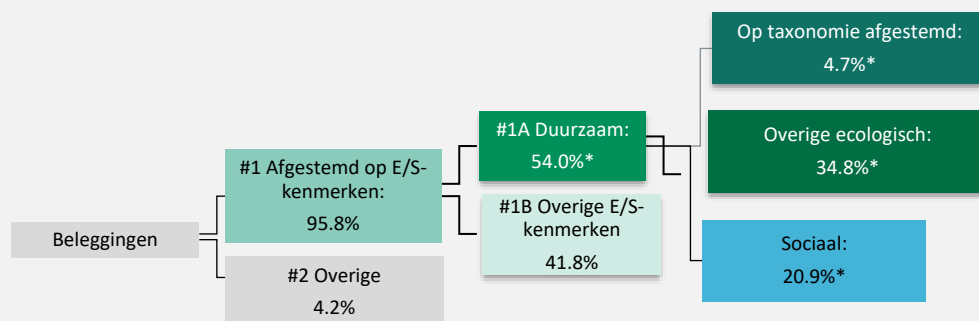 Beleggingen
#1 Afgestemd op E/S-
kenmerken:
95.8%
#2 Overige
4.2%
#1A Duurzaam:
54.0%*
#1B Overige E/S-
kenmerken
41.8%
Op taxonomie afgestemd:
4.7%*
Overige ecologisch:
34.8%*
Sociaal:
20.9%*